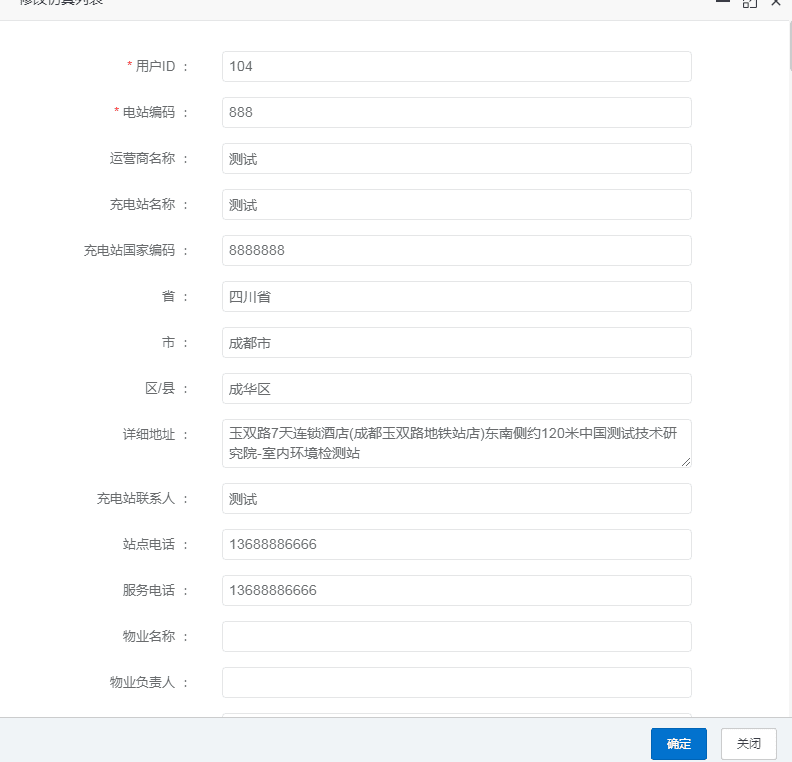 修改仿真列表
* 用户ID ： 104
* 电站编码 ： 888
运营商名称 ： 测试
充电站名称 ： 测试
充电站国家编码 ： 8888888
省 ： 四川省
市 ： 成都市
区/县 ： 成华区
详细地址 ： 玉双路7天连锁酒店(成都玉双路地铁站店)东南侧约120米中国测试技术研
究院-室内环境检测站
充电站联系人 ： 测试
站点电话 ： 13688886666
服务电话 ： 13688886666
物业名称 ：
物业负责人 ：
确定 关闭